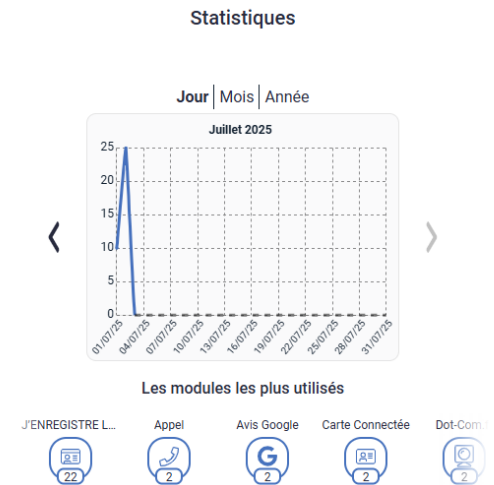 Statistiques
Jour | Mois | Année
Juillet 2025
25
20
15
10
5
0
01/07/25 04/07/25 07/07/25 10/07/25 13/07/25 16/07/25 19/07/25 22/07/25 25/07/25 28/07/25 31/07/25
Les modules les plus utilisés
J'ENREGISTRE L... Appel Avis Google Carte Connectée Dot-Com.
22 2 2 2 2